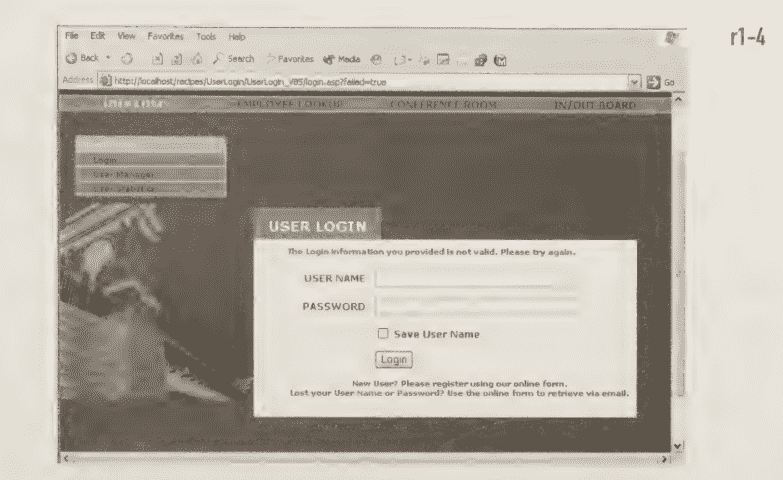 r1-4
File Edit View Favorites Tools Help
Back Search Favorites Media
Address http://localhost/recipes/UserLogin/UserLogin_VBS/login.asp?failed=true Go
EMPLOYEE LOOKUP CONFERENCE ROOM IN/OUT BOARD
Login
User Manager
User Statistics
USER LOGIN
The Login information you provided is not valid. Please try again.
USER NAME
PASSWORD
Save User Name
Login
New User? Please register using our online form.
Lost your User Name or Password? Use the online form to retrieve via email.